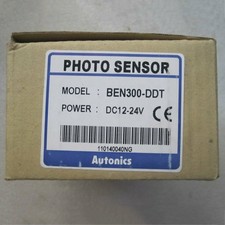 PHOTO SENSOR
MODEL : BEN300-DDT
POWER : DC12-24V CE
110140040NG
Autonics